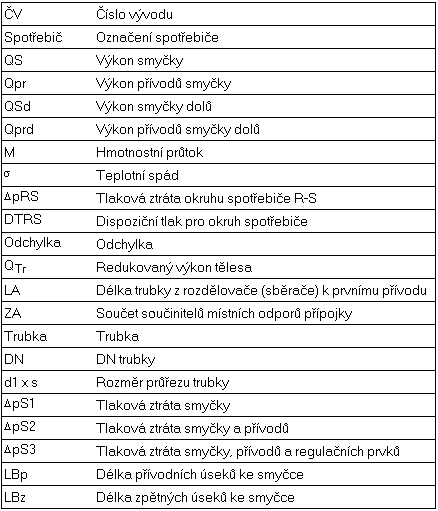 ČV Číslo vývodu
Spotřebič Označení spotřebiče
QS Výkon smyčky
Qpr Výkon přívodů smyčky
QSd Výkon smyčky dolů
Qprd Výkon přívodů smyčky dolů
M Hmotnostní průtok
σ Teplotní spád
ΔpRS Tlaková ztráta okruhu spotřebiče R-S
DTRS Dispoziční tlak pro okruh spotřebiče
Odchylka Odchylka
QTr Redukovaný výkon tělesa
LA Délka trubky z rozdělovače (sběrače) k prvnímu přívodu
ZA Součet součinitelů místních odporů přípojky
Trubka Trubka
DN DN trubky
d1 x s Rozměr průřezu trubky
ΔpS1 Tlaková ztráta smyčky
ΔpS2 Tlaková ztráta smyčky a přívodů
ΔpS3 Tlaková ztráta smyčky, přívodů a regulačních prvků
LBp Délka přívodních úseků ke smyčce
LBz Délka zpětných úseků ke smyčce